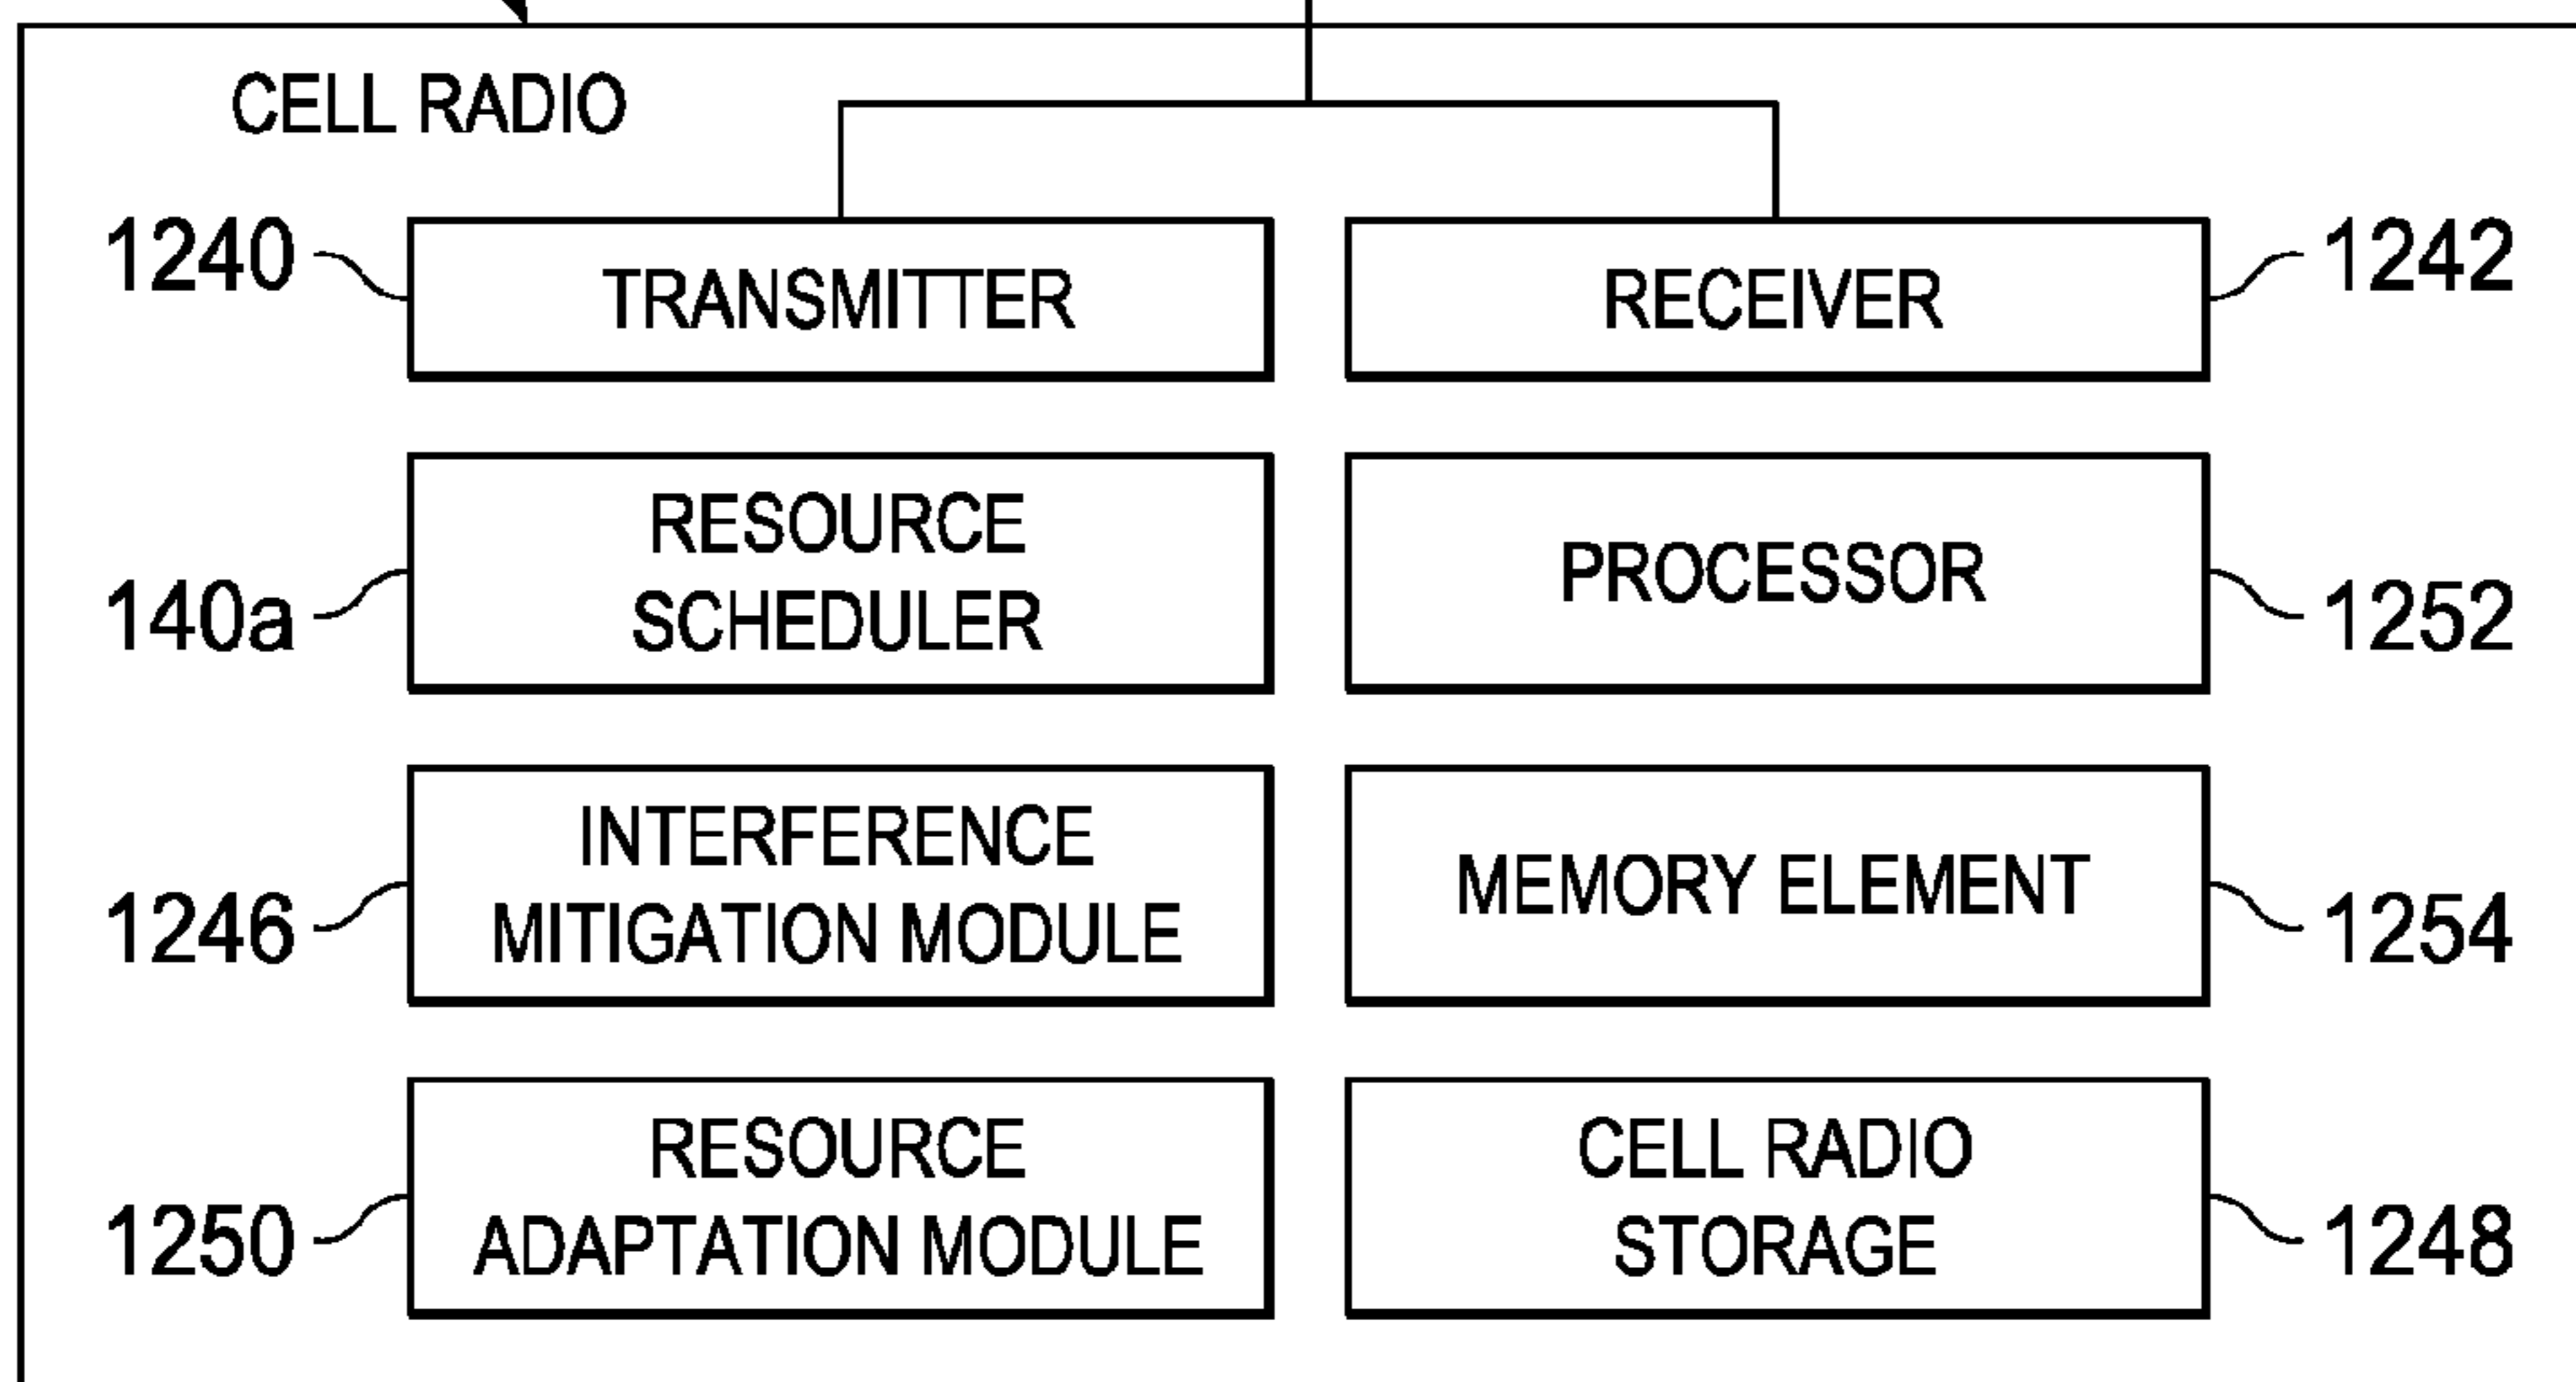 CELL RADIO
1240
TRANSMITTER
RECEIVER
1242
140a
RESOURCE
SCHEDULER
PROCESSOR
1252
1246
INTERFERENCE
MITIGATION MODULE
MEMORY ELEMENT
1254
1250
RESOURCE
ADAPTATION MODULE
CELL RADIO
STORAGE
1248